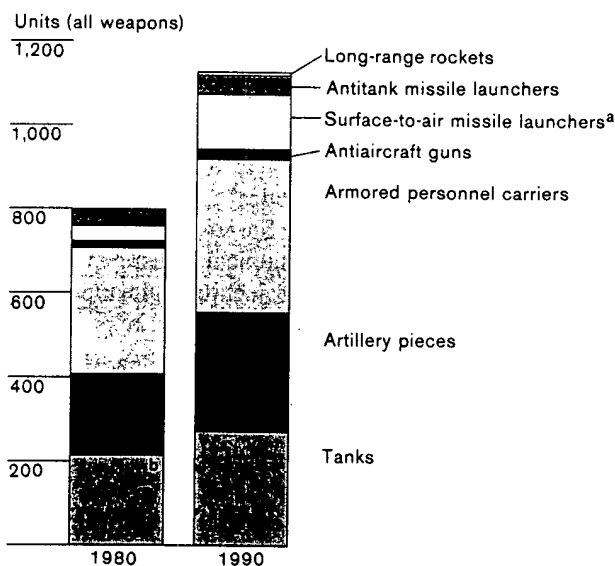 Units (all weapons)
1,200
Long-range rockets
Antitank missile launchers
Surface-to-air missile launchersᵃ
1,000
Antiaircraft guns
Armored personnel carriers
800
600
Artillery pieces
400
Tanks
b
200
1980
1990